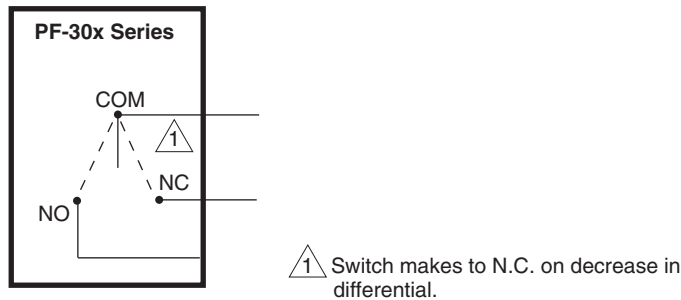 PF-30x Series
COM
1
NC
NO
1 Switch makes to N.C. on decrease in
differential.